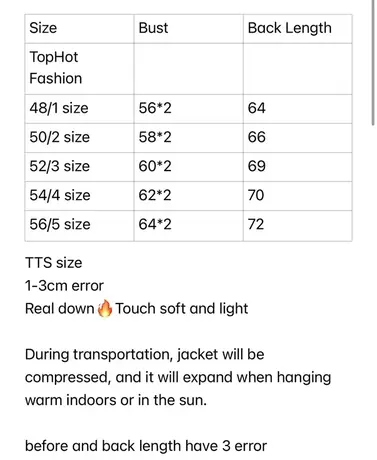 Size Bust Back Length
TopHot
Fashion
48/1 size 56*2 64
50/2 size 58*2 66
52/3 size 60*2 69
54/4 size 62*2 70
56/5 size 64*2 72
TTS size
1-3cm error
Real down🔥Touch soft and light
During transportation, jacket will be
compressed, and it will expand when hanging
warm indoors or in the sun.
before and back length have 3 error